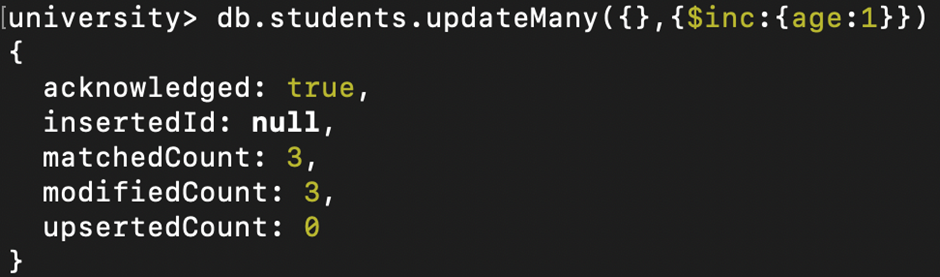 [university> db.students.updateMany({},{$inc:{age:1}})
{
  acknowledged: true,
  insertedId: null,
  matchedCount: 3,
  modifiedCount: 3,
  upsertedCount: 0
}